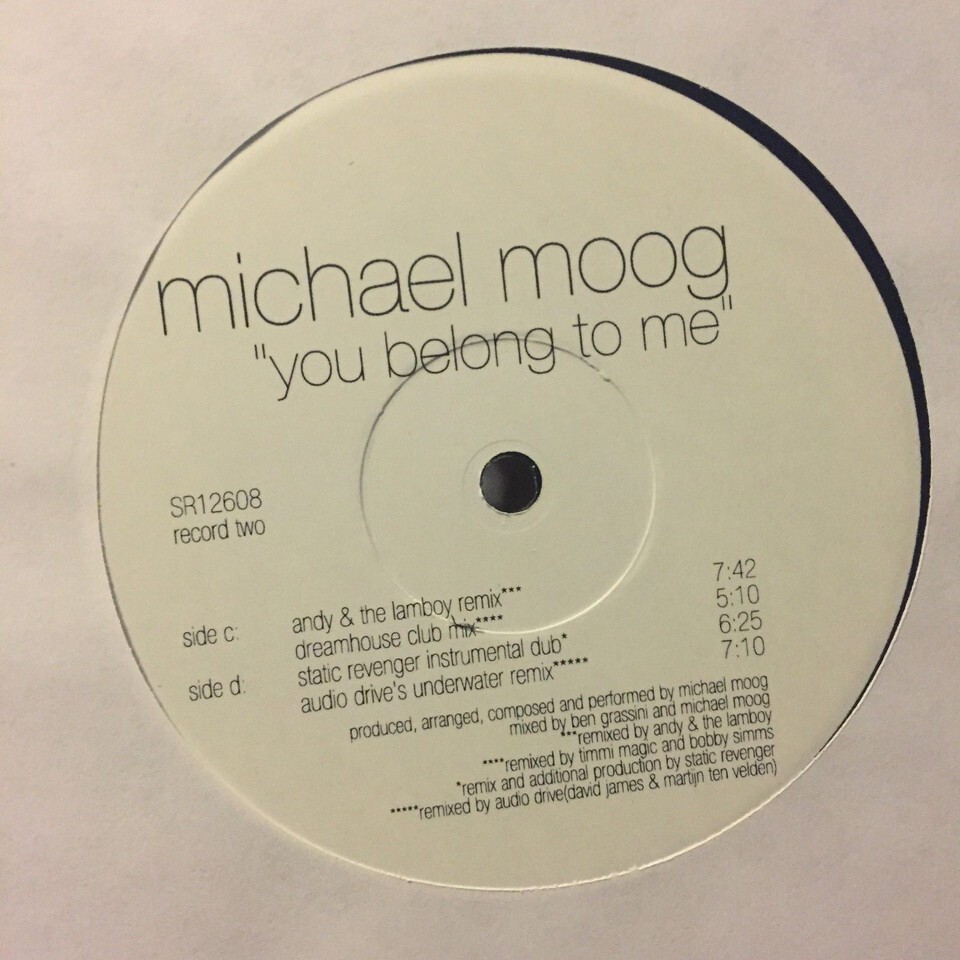 michael moog
"you belong to me"
SR12608
record two
side c: andy & the lamboy remix*** 7:42
dreamhouse club mix**** 5:10
side d: static revenger instrumental dub* 6:25
audio drive's underwater remix***** 7:10
produced, arranged, composed and performed by michael moog
mixed by ben grassini and michael moog
***remixed by andy & the lamboy
****remixed by timmi magic and bobby simms
*remix and additional production by static revenger
*****remixed by audio drive(david james & martijn ten velden)